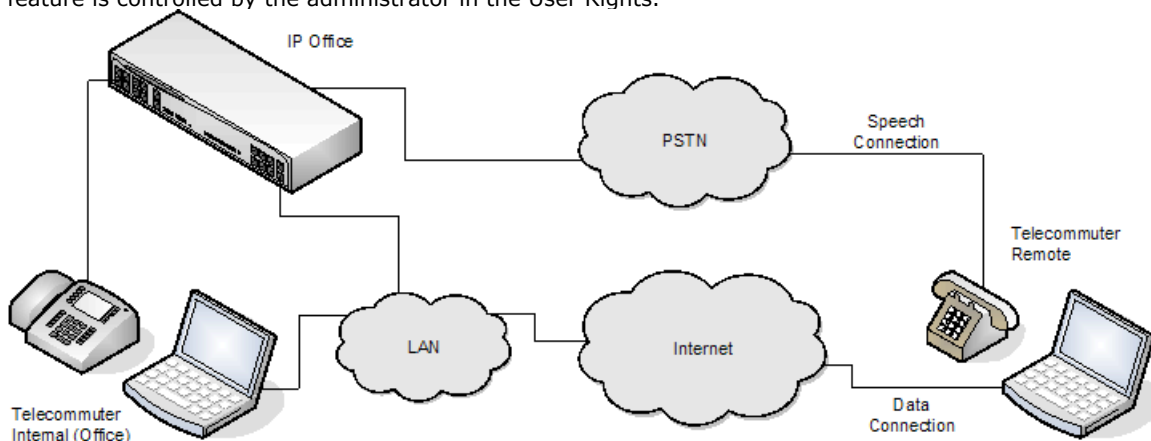 feature is controlled by the administrator in the User Rights.
IP Office
PSTN
Speech
Connection
Telecommuter
Remote
LAN
Internet
Data
Connection
Telecommuter
Internal (Office)